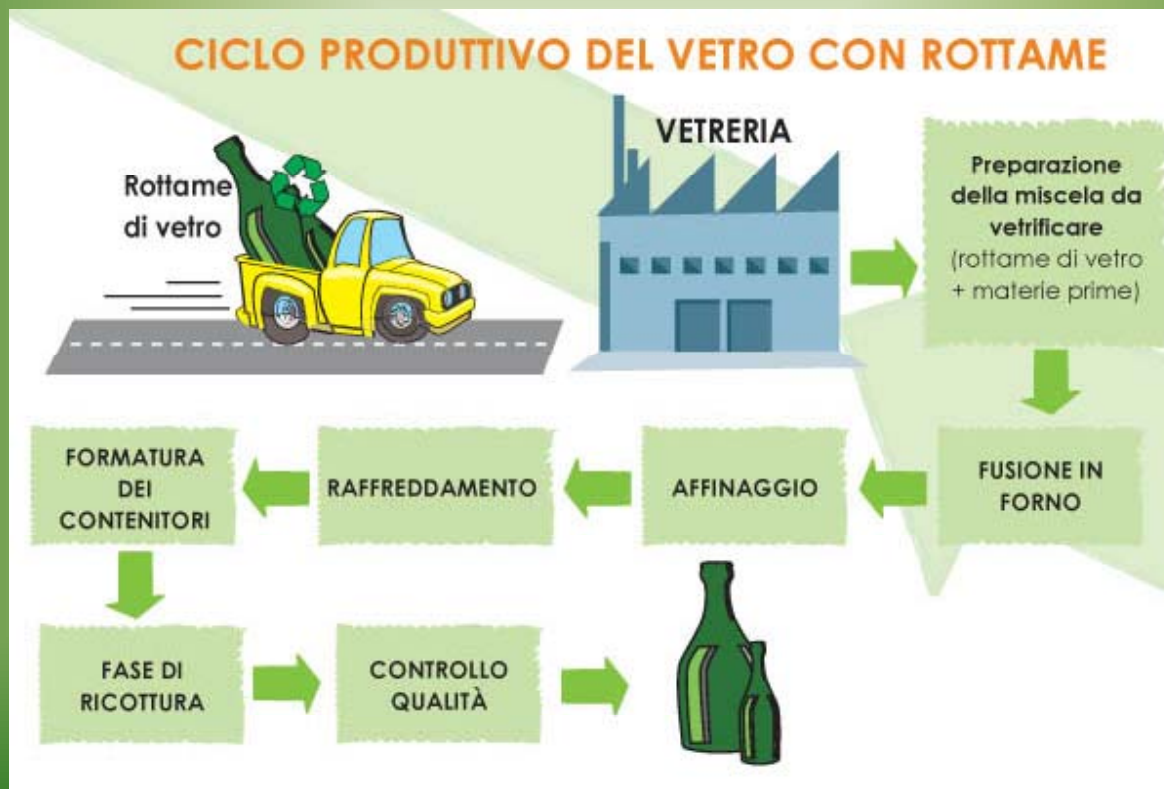 CICLO PRODUTTIVO DEL VETRO CON ROTTAME
Rottame
di vetro
VETRERIA
Preparazione
della miscela da
vetrificare
(rottame di vetro
+ materie prime)
FUSIONE IN
FORNO
AFFINAGGIO
RAFFREDDAMENTO
FORMATURA
DEI
CONTENITORI
FASE DI
RICOTTURA
CONTROLLO
QUALITÀ